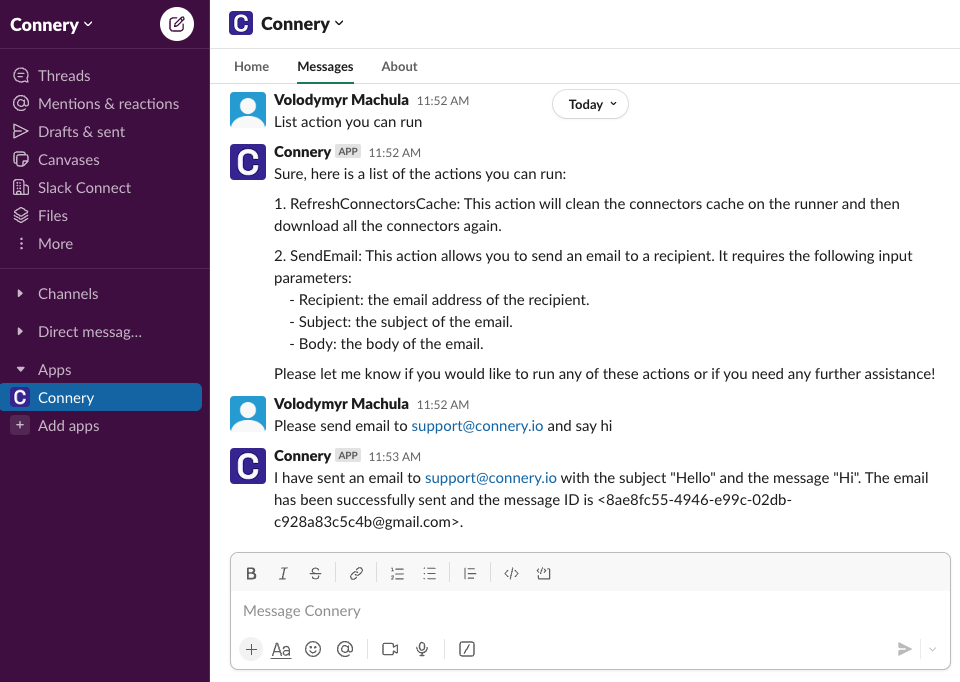 Connery
Threads
Mentions & reactions
Drafts & sent
Canvases
Slack Connect
Files
More
Channels
Direct messag...
Apps
C Connery
Add apps
C Connery
Home Messages About
Today
Volodymyr Machula 11:52 AM
List action you can run
C
Connery APP 11:52 AM
Sure, here is a list of the actions you can run:
1. RefreshConnectorsCache: This action will clean the connectors cache on the runner and then
download all the connectors again.
2. SendEmail: This action allows you to send an email to a recipient. It requires the following input
parameters:
- Recipient: the email address of the recipient.
- Subject: the subject of the email.
- Body: the body of the email.
Please let me know if you would like to run any of these actions or if you need any further assistance!
Volodymyr Machula 11:52 AM
Please send email to support@connery.io and say hi
C
Connery APP 11:53 AM
I have sent an email to support@connery.io with the subject "Hello" and the message "Hi". The email
has been successfully sent and the message ID is <8ae8fc55-4946-e99c-02db-
c928a83c5c4b@gmail.com>.
B I S
Message Connery
Aa